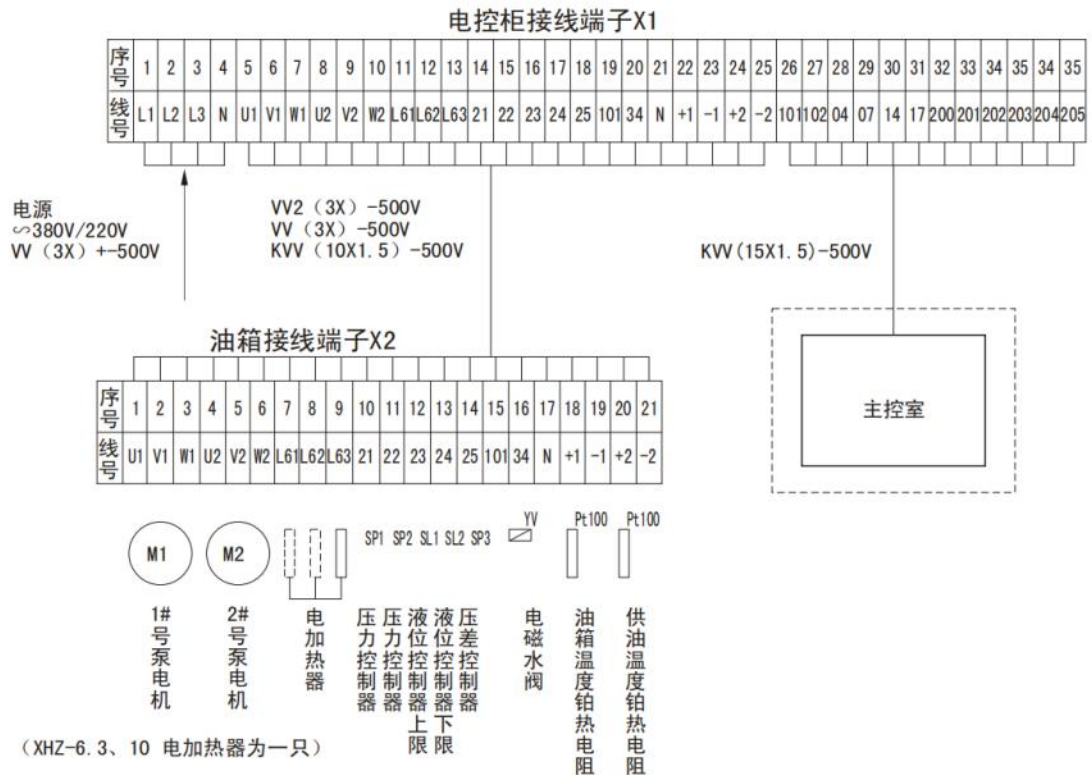 电控柜接线端子X1
序号 1 2 3 4 5 6 7 8 9 10 11 12 13 14 15 16 17 18 19 20 21 22 23 24 25 26 27 28 29 30 31 32 33 34 35 34 35
线号 L1 L2 L3 N U1 V1 W1 U2 V2 W2 L61 L62 L63 21 22 23 24 25 101 34 N +1 -1 +2 -2 101 102 04 07 14 17 200 201 202 203 204 205
电源
∽380V/220V
VV（3X）+-500V
VV2（3X）-500V
VV（3X）-500V
KVV（10X1.5）-500V
KVV(15X1.5)-500V
油箱接线端子X2
序号 1 2 3 4 5 6 7 8 9 10 11 12 13 14 15 16 17 18 19 20 21
线号 U1 V1 W1 U2 V2 W2 L61 L62 L63 21 22 23 24 25 101 34 N +1 -1 +2 -2
主控室
M1 M2 SP1 SP2 SL1 SL2 SP3 YV Pt100 Pt100
1#号泵电机
2#号泵电机
电加热器
压力控制器
压力控制器
液位控制器上限
液位控制器下限
压差控制器
电磁水阀
油箱温度铂热电阻
供油温度铂热电阻
（XHZ-6.3、10 电加热器为一只）